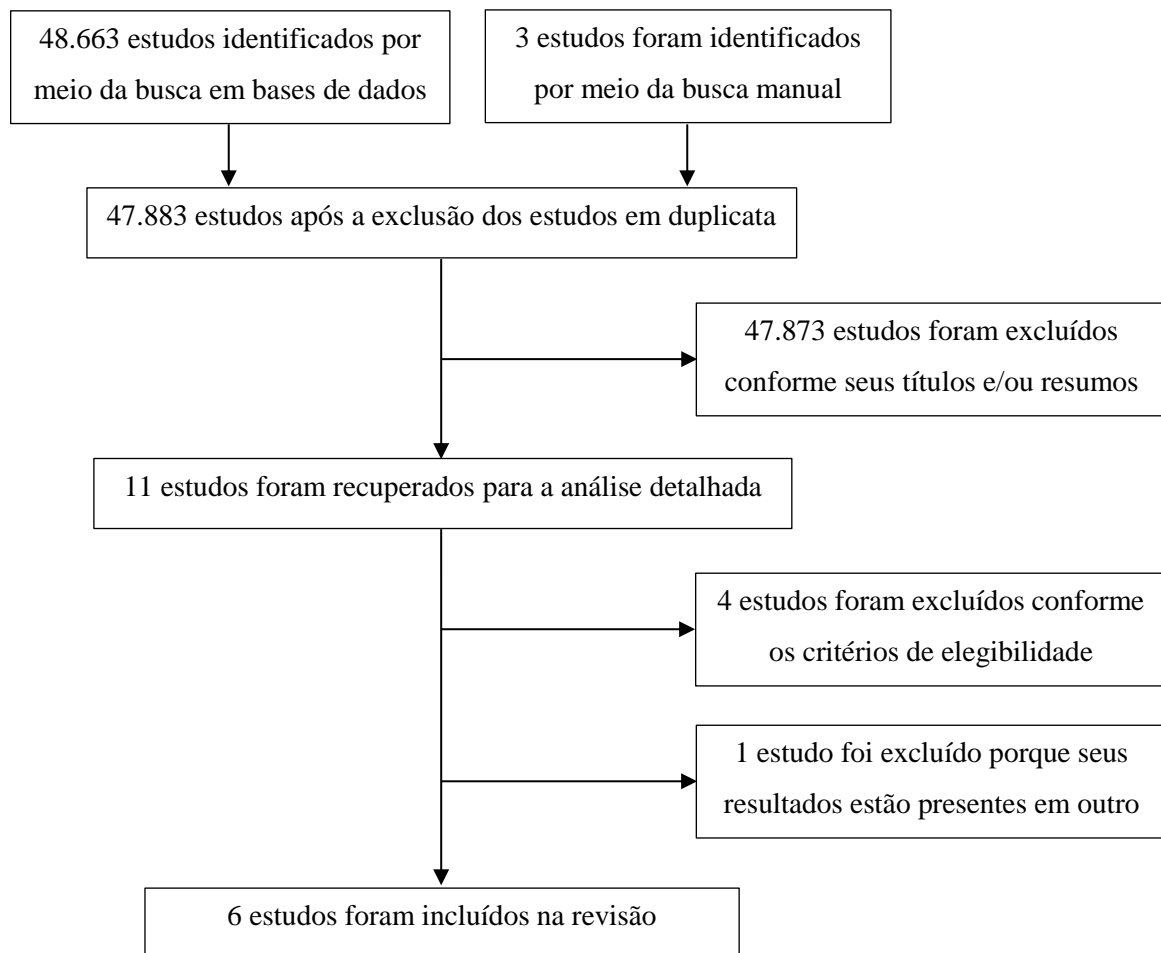 48.663 estudos identificados por
meio da busca em bases de dados
3 estudos foram identificados
por meio da busca manual
47.883 estudos após a exclusão dos estudos em duplicata
47.873 estudos foram excluídos
conforme seus títulos e/ou resumos
11 estudos foram recuperados para a análise detalhada
4 estudos foram excluídos conforme
os critérios de elegibilidade
1 estudo foi excluído porque seus
resultados estão presentes em outro
6 estudos foram incluídos na revisão